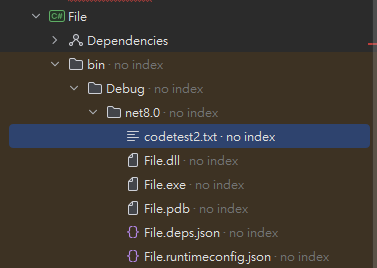 C# File
Dependencies
bin · no index
Debug · no index
net8.0 · no index
codetest2.txt · no index
File.dll · no index
File.exe · no index
File.pdb · no index
{} File.deps.json · no index
{} File.runtimeconfig.json · no index